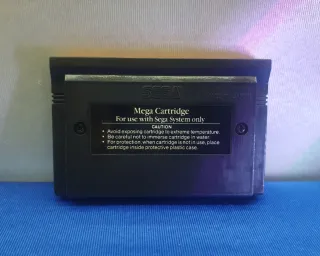 SEGA
Mega Cartridge
For use with Sega System only
CAUTION
• Avoid exposing cartridge to extreme temperature.
• Be careful not to immerse cartridge in water.
• For protection, when cartridge is not in use, place
cartridge inside protective plastic case.